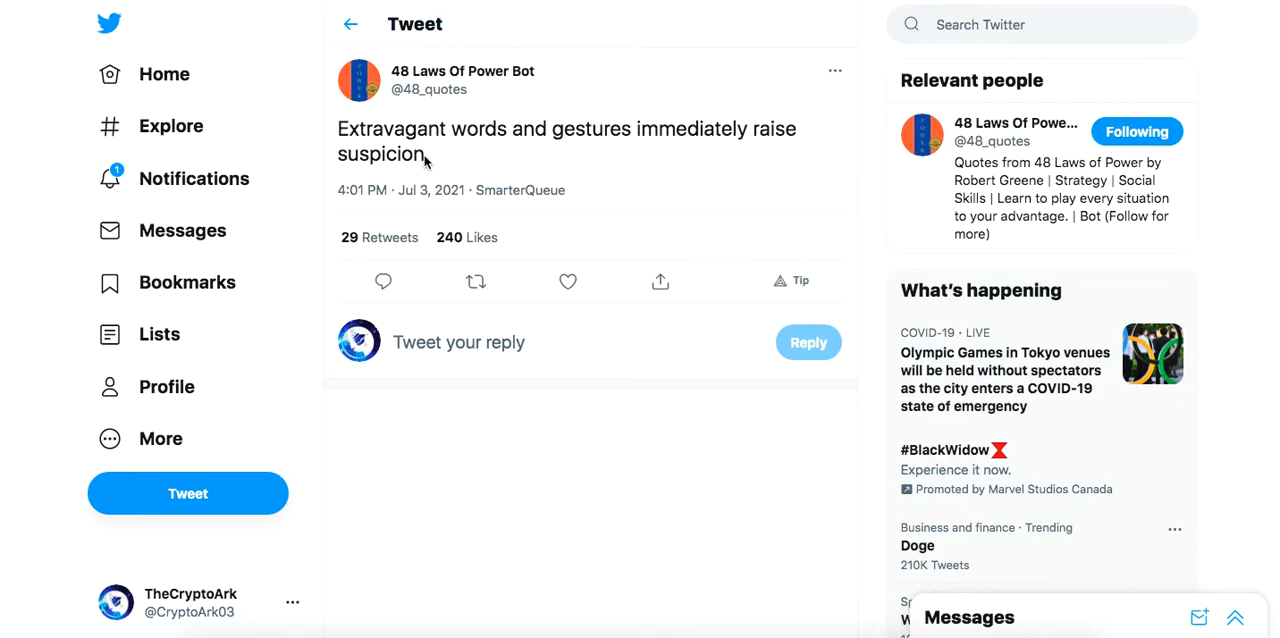 Home
Explore
1
Notifications
Messages
Bookmarks
Lists
Profile
More
Tweet
TheCryptoArk
@CryptoArk03
Tweet
48 Laws Of Power Bot
@48_quotes
Extravagant words and gestures immediately raise
suspicion
4:01 PM · Jul 3, 2021 · SmarterQueue
29 Retweets 240 Likes
Tip
Tweet your reply
Reply
Search Twitter
Relevant people
48 Laws Of Powe...
@48_quotes
Following
Quotes from 48 Laws of Power by
Robert Greene | Strategy | Social
Skills | Learn to play every situation
to your advantage. | Bot (Follow for
more)
What's happening
COVID-19 · LIVE
Olympic Games in Tokyo venues
will be held without spectators
as the city enters a COVID-19
state of emergency
#BlackWidow
Experience it now.
Promoted by Marvel Studios Canada
Business and finance · Trending
Doge
210K Tweets
Messages